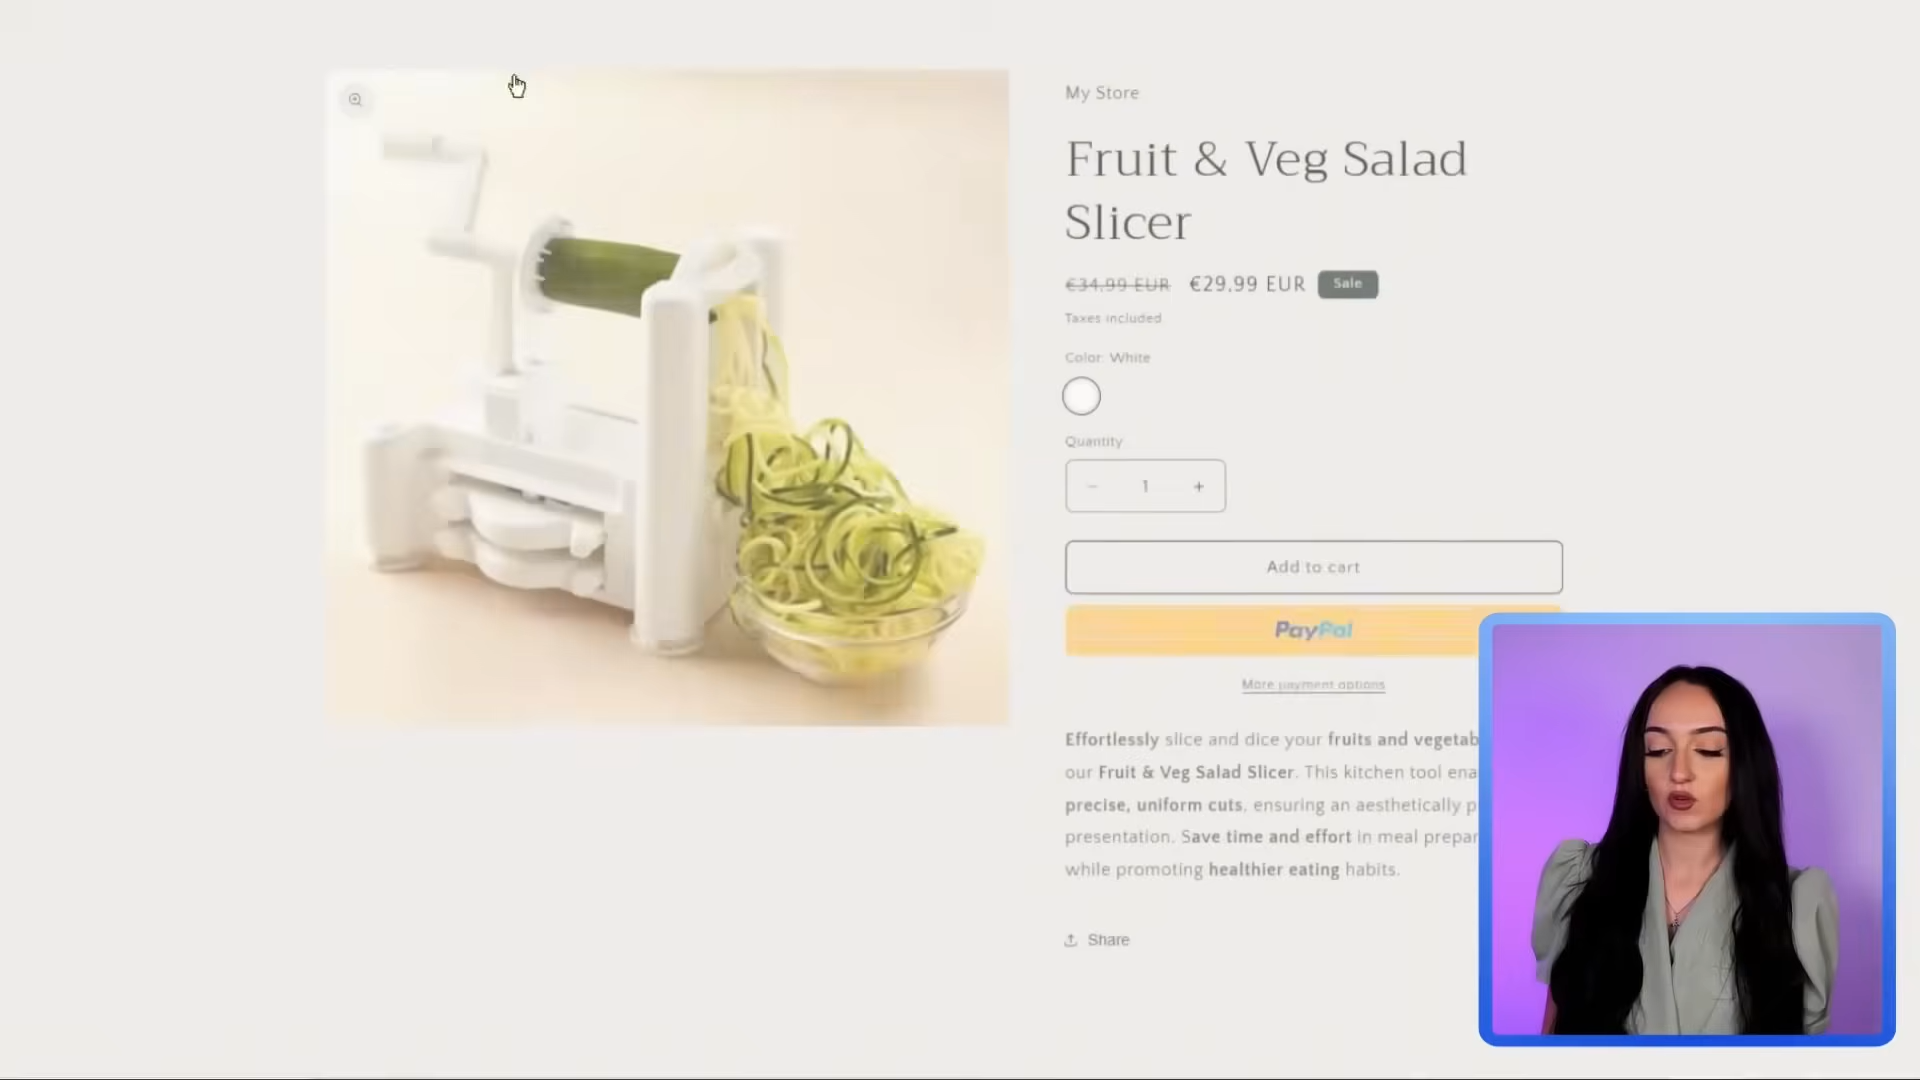 My Store
Fruit & Veg Salad
Slicer
€34,99 EUR €29,99 EUR Sale
Taxes included
Color: White
Quantity
− 1 +
Add to cart
PayPal
More payment options
Effortlessly slice and dice your fruits and vegetab
our Fruit & Veg Salad Slicer. This kitchen tool ena
precise, uniform cuts, ensuring an aesthetically p
presentation. Save time and effort in meal prepar
while promoting healthier eating habits.
Share